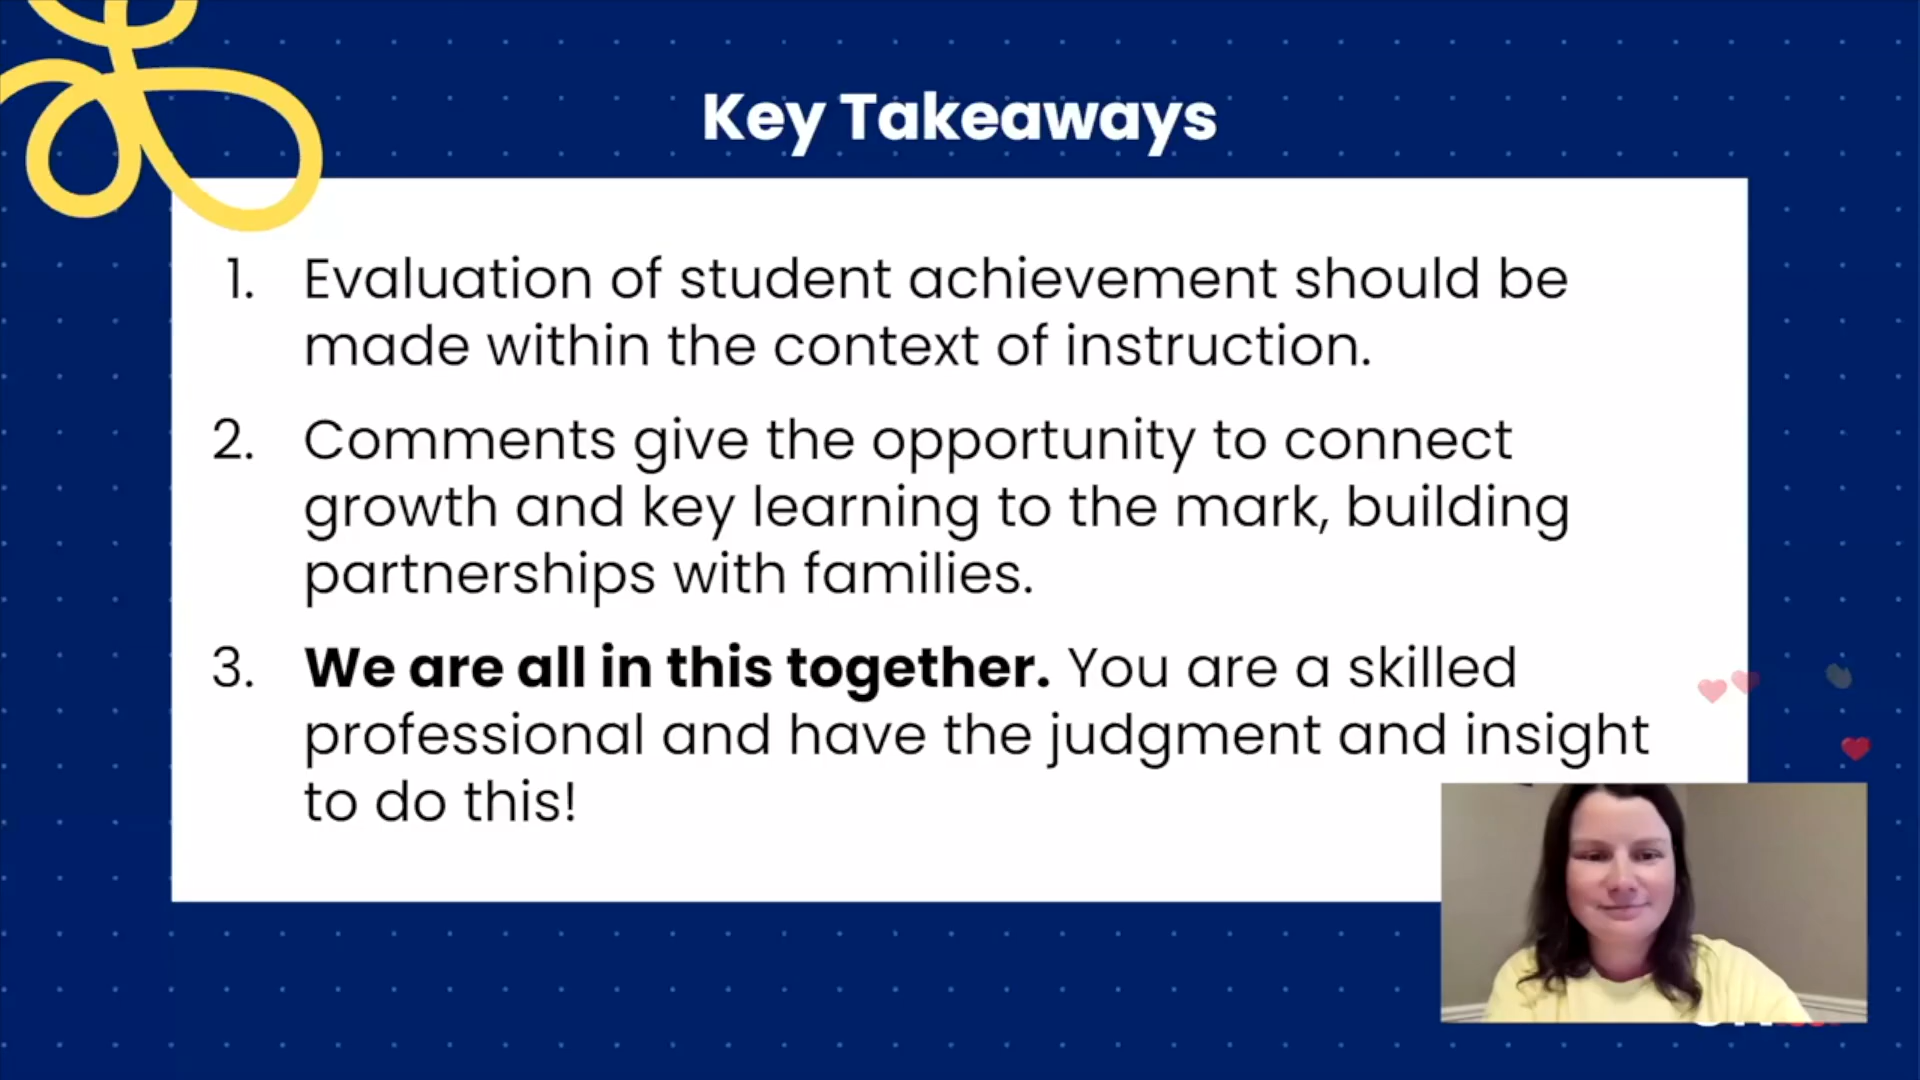 Key Takeaways
1. Evaluation of student achievement should be
made within the context of instruction.
2. Comments give the opportunity to connect
growth and key learning to the mark, building
partnerships with families.
3. We are all in this together. You are a skilled
professional and have the judgment and insight
to do this!